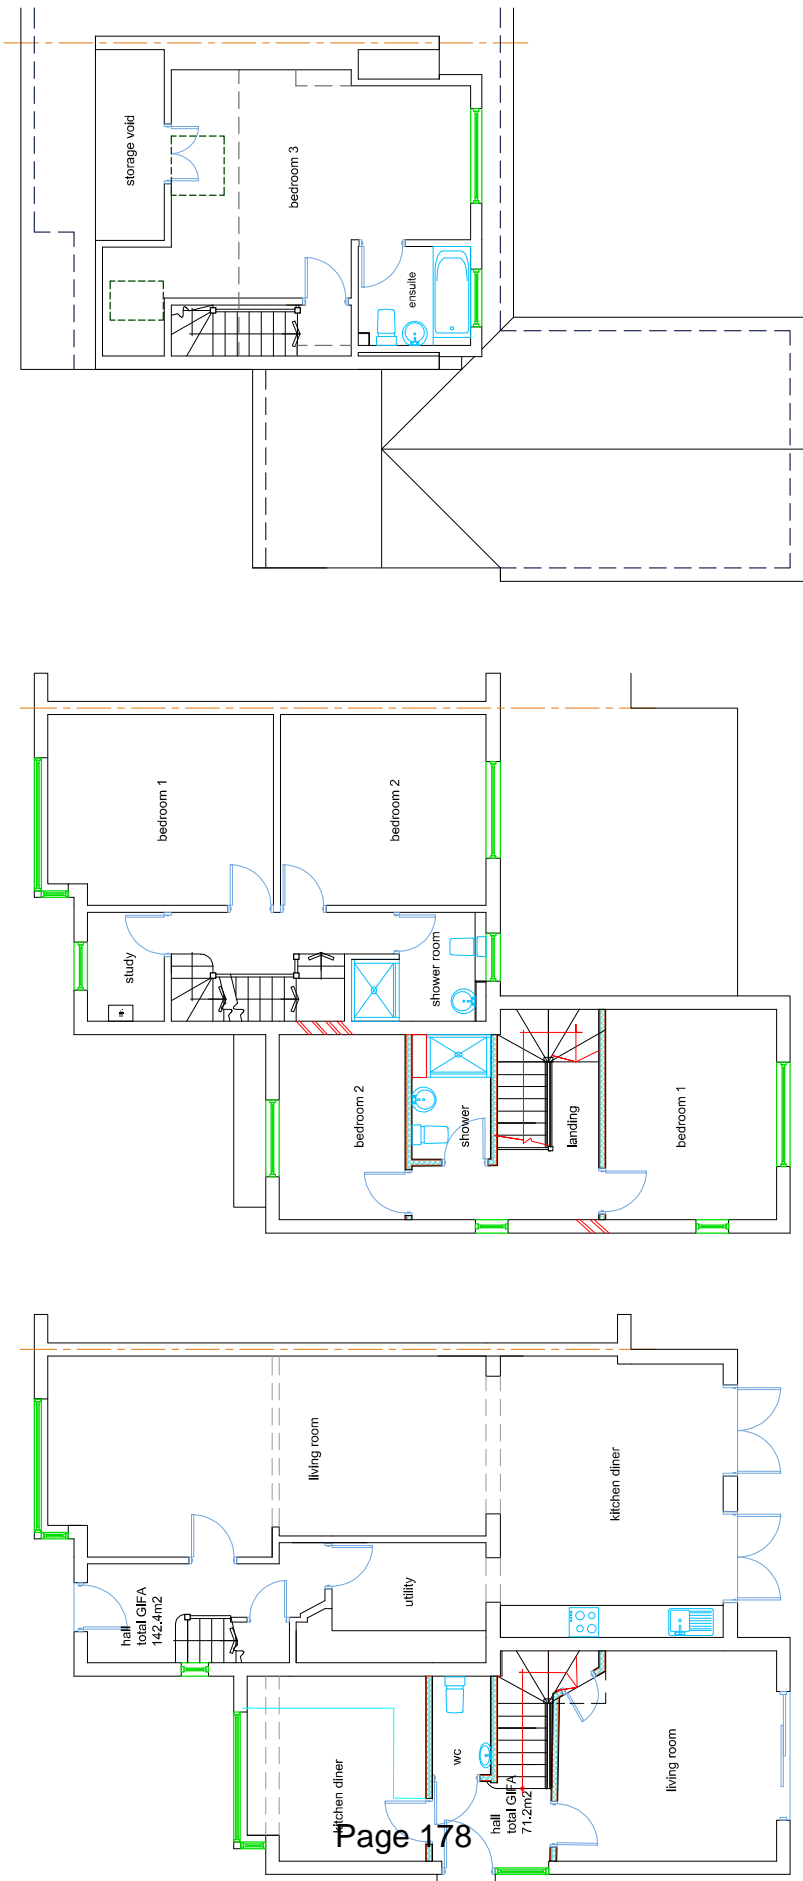 storage void
bedroom 3
ensuite
bedroom 1
bedroom 2
study
shower room
bedroom 2
shower
landing
bedroom 1
living room
kitchen diner
hall
total GIFA
142.4m2
utility
kitchen diner
wc
hall
total GIFA
71.2m2
living room
Page 178